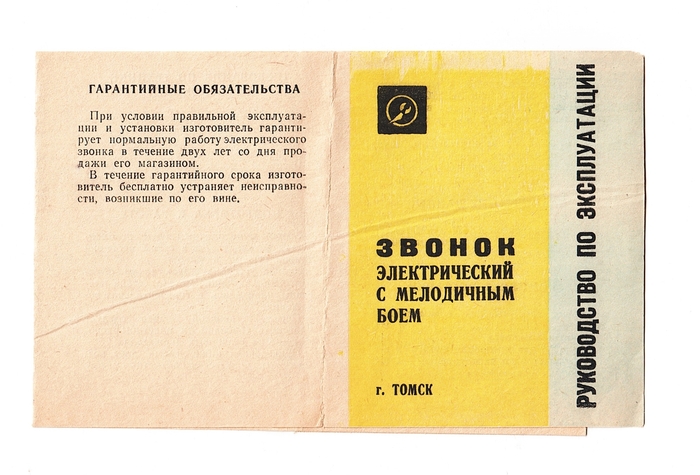 ГАРАНТИЙНЫЕ ОБЯЗАТЕЛЬСТВА
При условии правильной эксплуата-
ции и установки изготовитель гаранти-
рует нормальную работу электрического
звонка в течение двух лет со дня про-
дажи его магазином.
В течение гарантийного срока изгото-
витель бесплатно устраняет неисправно-
сти, возникшие по его вине.
ЗВОНОК
ЭЛЕКТРИЧЕСКИЙ
С МЕЛОДИЧНЫМ
БОЕМ
г. ТОМСК
РУКОВОДСТВО ПО ЭКСПЛУАТАЦИИ